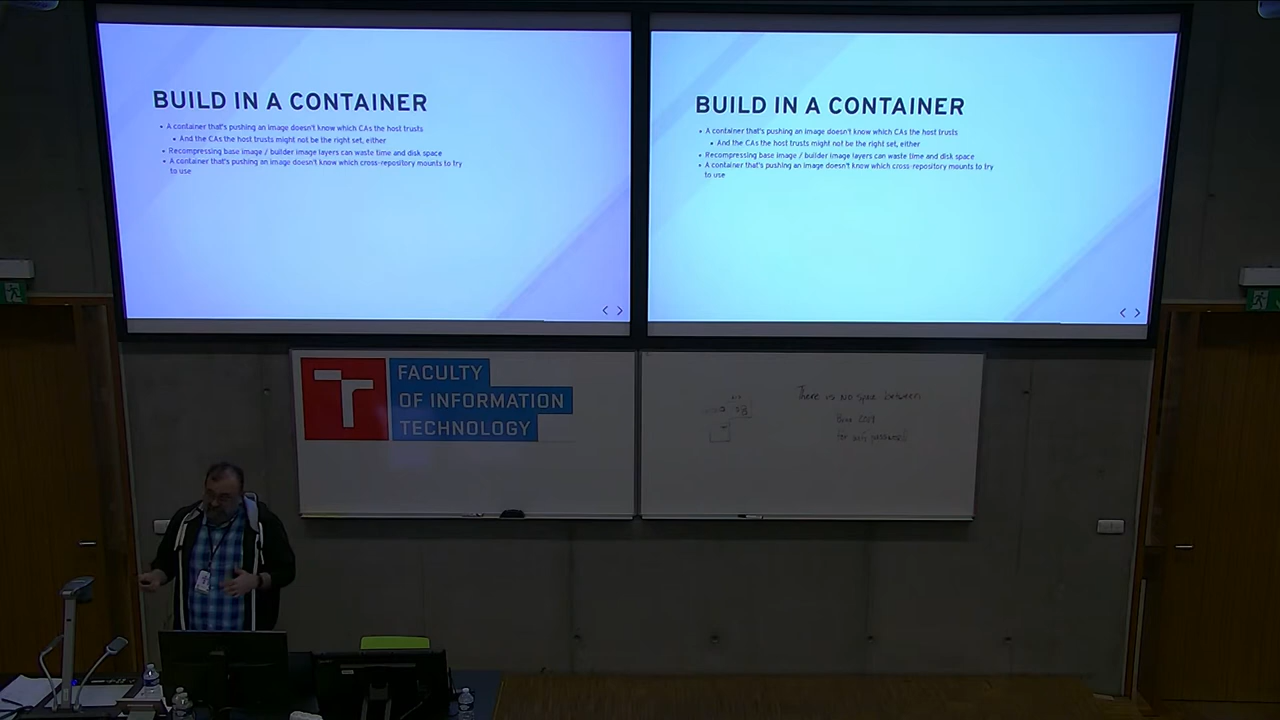 BUILD IN A CONTAINER
• A container that's pushing an image doesn't know which CAs the host trusts
• And the CAs the host trusts might not be the right set, either
• Recompressing base image / builder image layers can waste time and disk space
• A container that's pushing an image doesn't know which cross-repository mounts to try
to use
BUILD IN A CONTAINER
• A container that's pushing an image doesn't know which CAs the host trusts
• And the CAs the host trusts might not be the right set, either
• Recompressing base image / builder image layers can waste time and disk space
• A container that's pushing an image doesn't know which cross-repository mounts to try
to use
FACULTY
OF INFORMATION
TECHNOLOGY
There is no space between